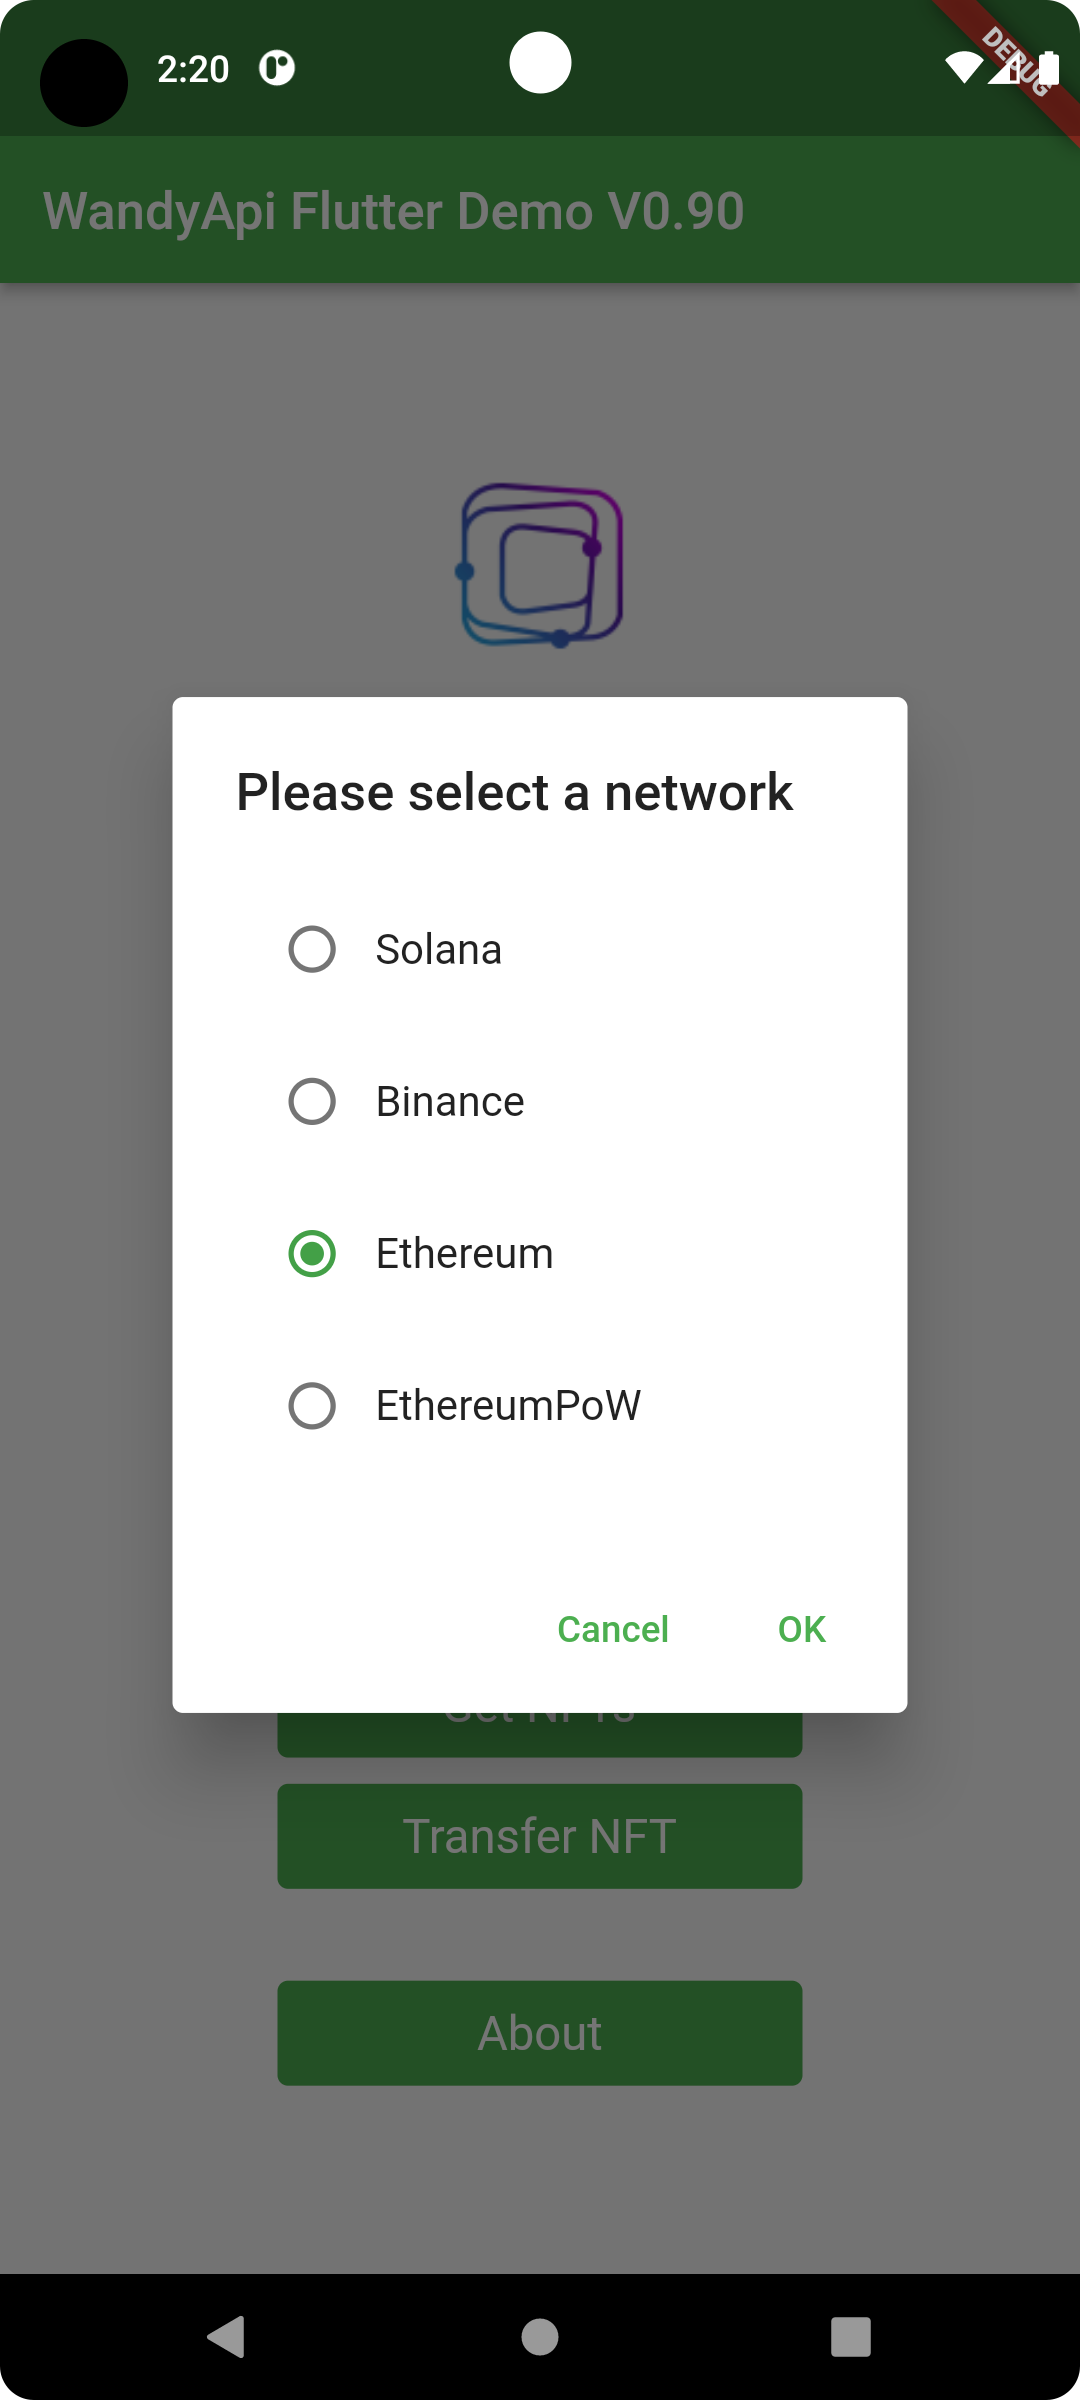 2:20
DEBUG
WandyApi Flutter Demo V0.90
Please select a network
Solana
Binance
Ethereum
EthereumPoW
Cancel
OK
Transfer NFT
About